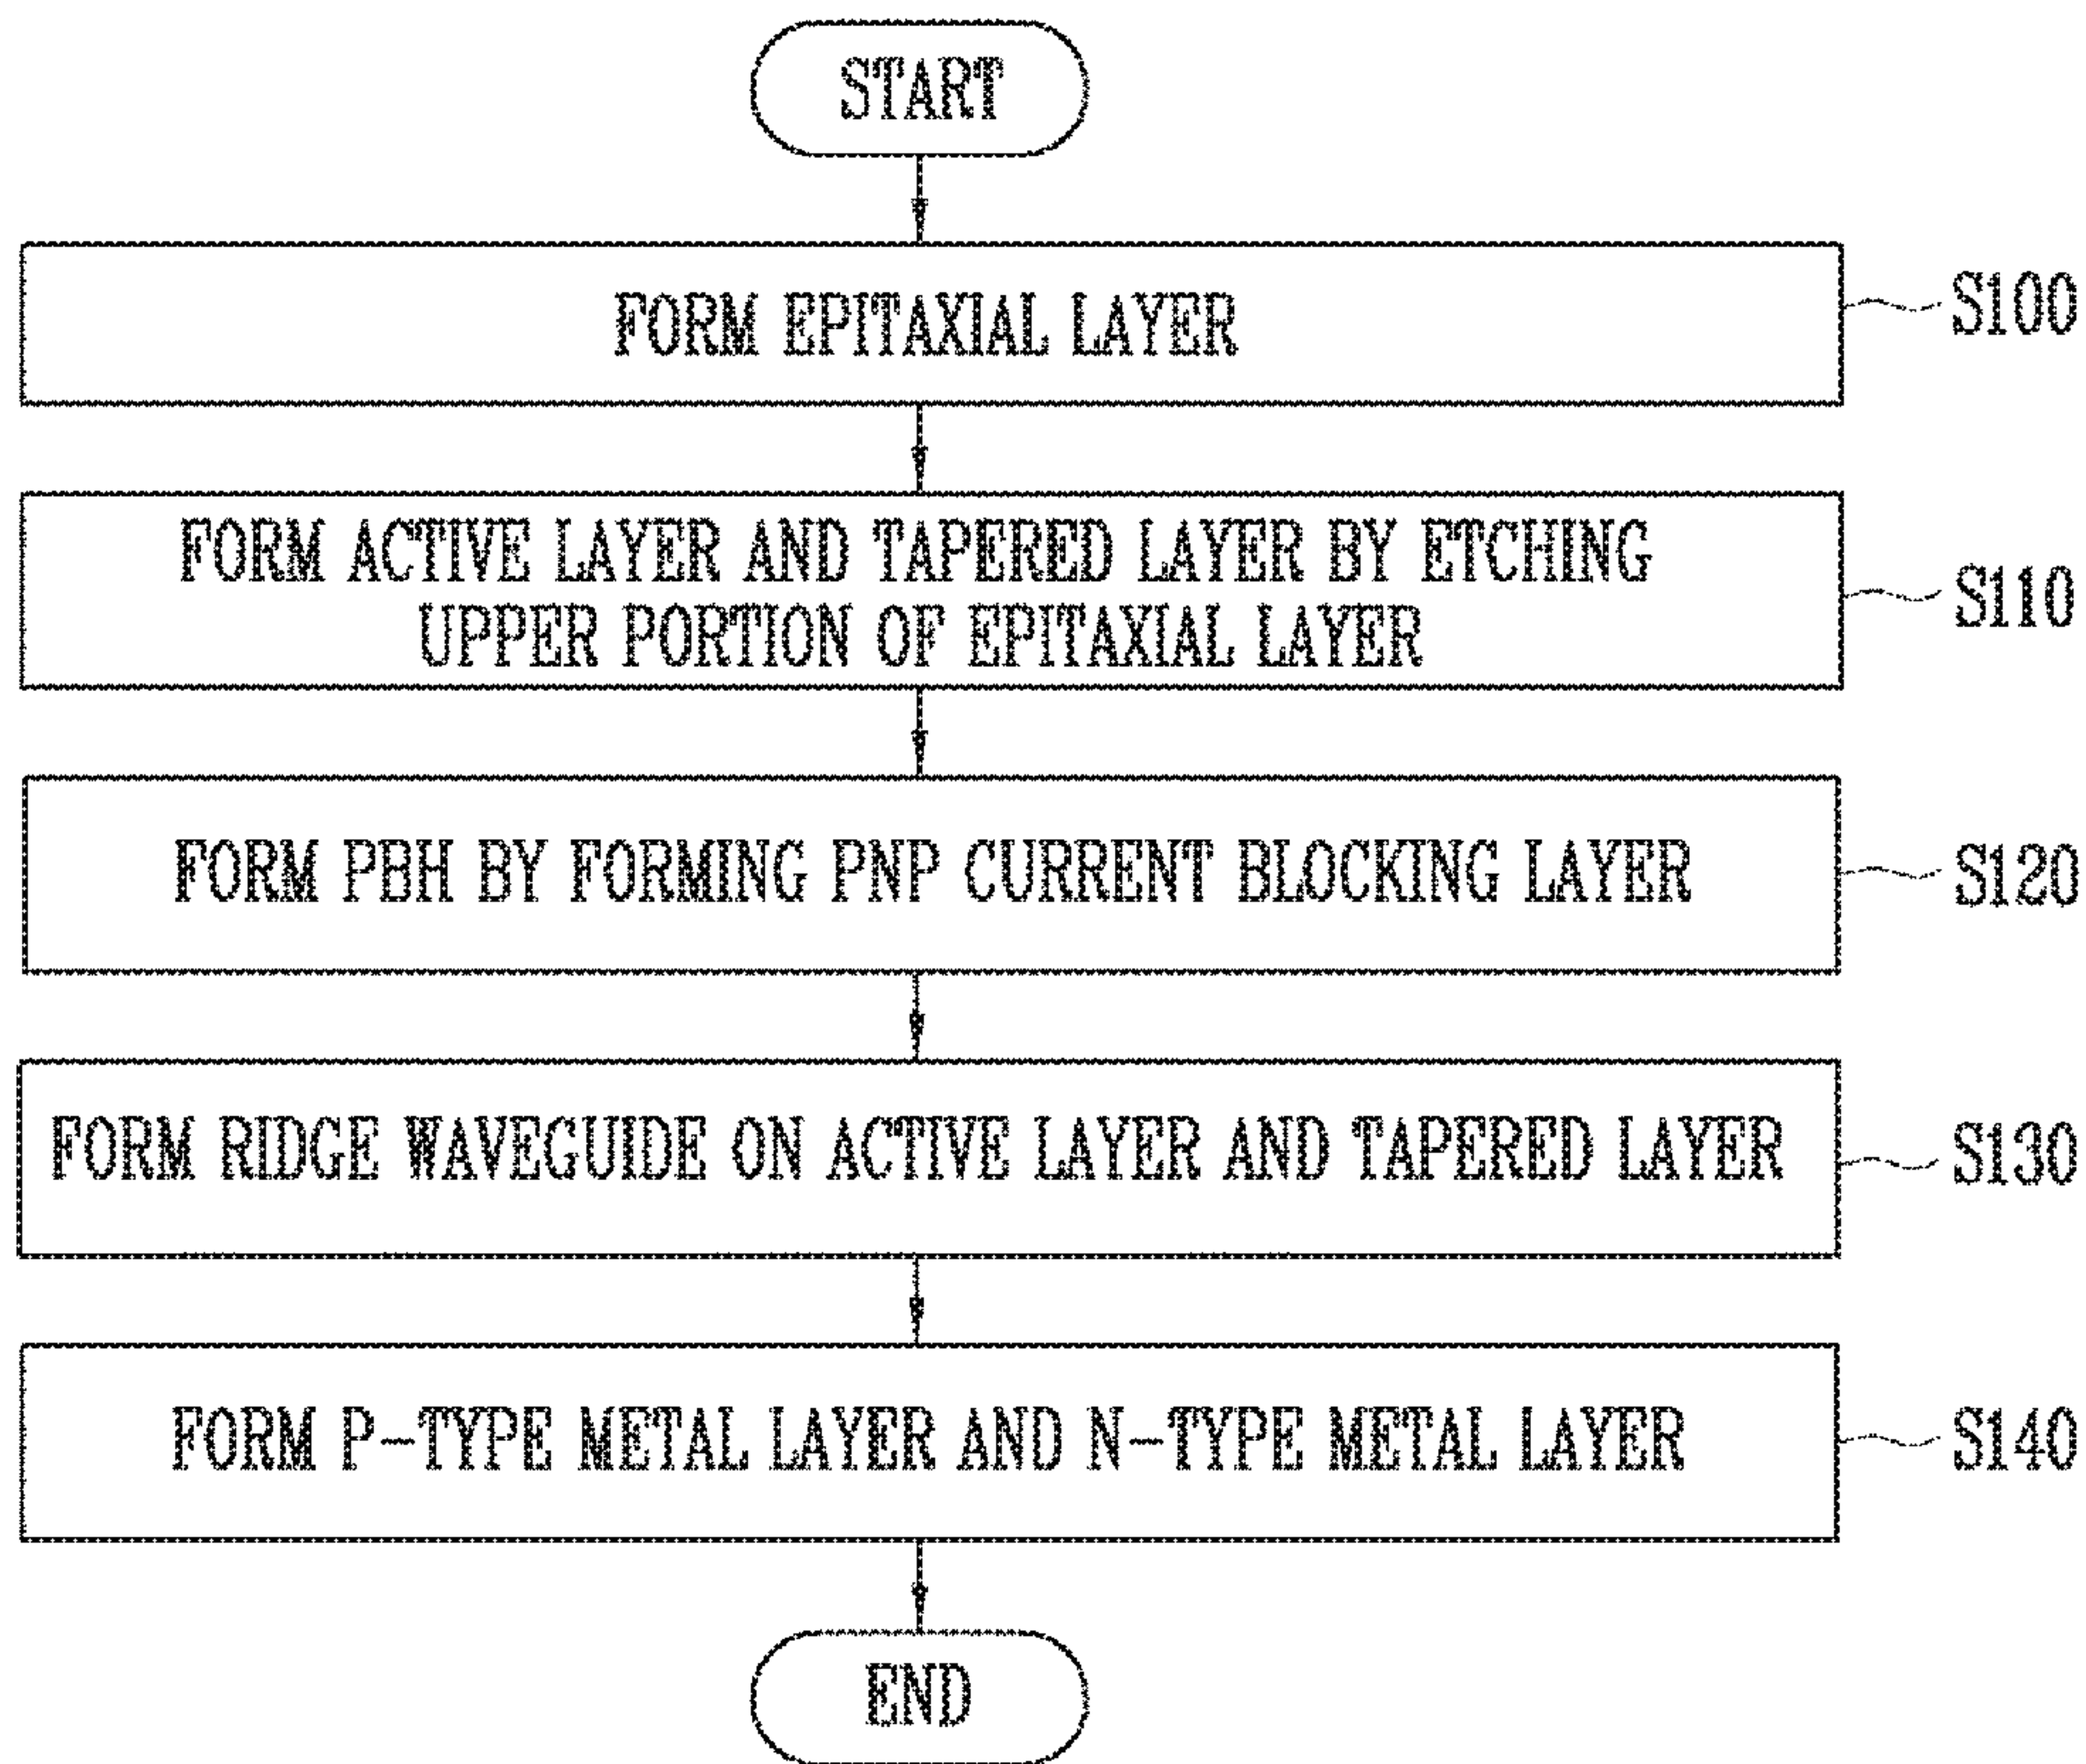 START
FORM EPITAXIAL LAYER
S100
FORM ACTIVE LAYER AND TAPERED LAYER BY ETCHING
UPPER PORTION OF EPITAXIAL LAYER
S110
FORM PBH BY FORMING PNP CURRENT BLOCKING LAYER
S120
FORM RIDGE WAVEGUIDE ON ACTIVE LAYER AND TAPERED LAYER
S130
FORM P-TYPE METAL LAYER AND N-TYPE METAL LAYER
S140
END